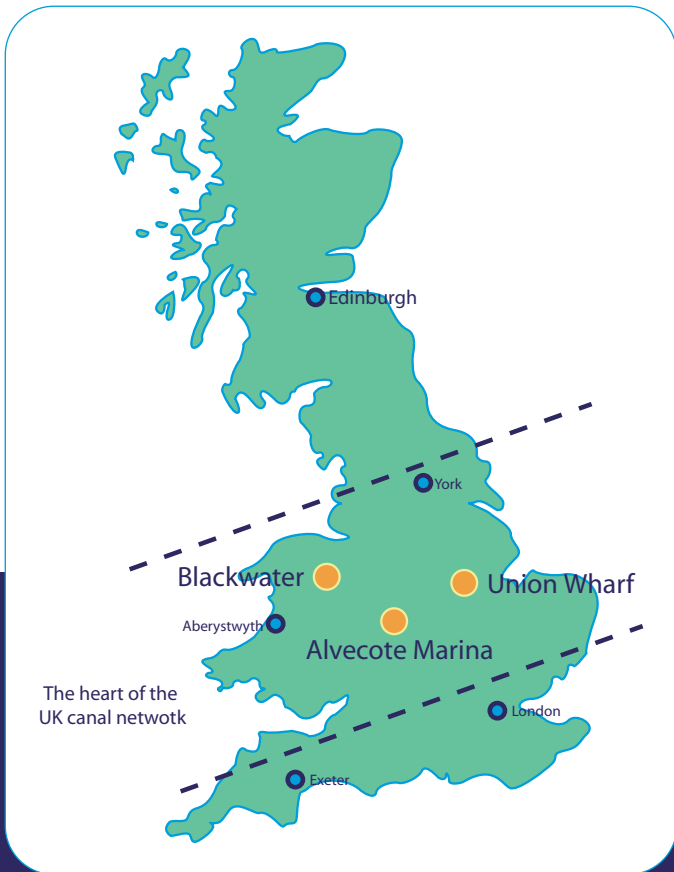 Edinburgh
York
Blackwater
Union Wharf
Aberystwyth
Alvecote Marina
The heart of the
UK canal netwotk
London
Exeter